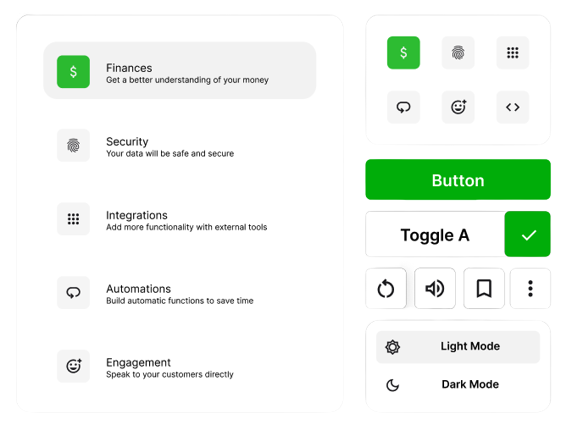 Finances
Get a better understanding of your money
Security
Your data will be safe and secure
Integrations
Add more functionality with external tools
Automations
Build automatic functions to save time
Engagement
Speak to your customers directly
Button
Toggle A
Light Mode
Dark Mode